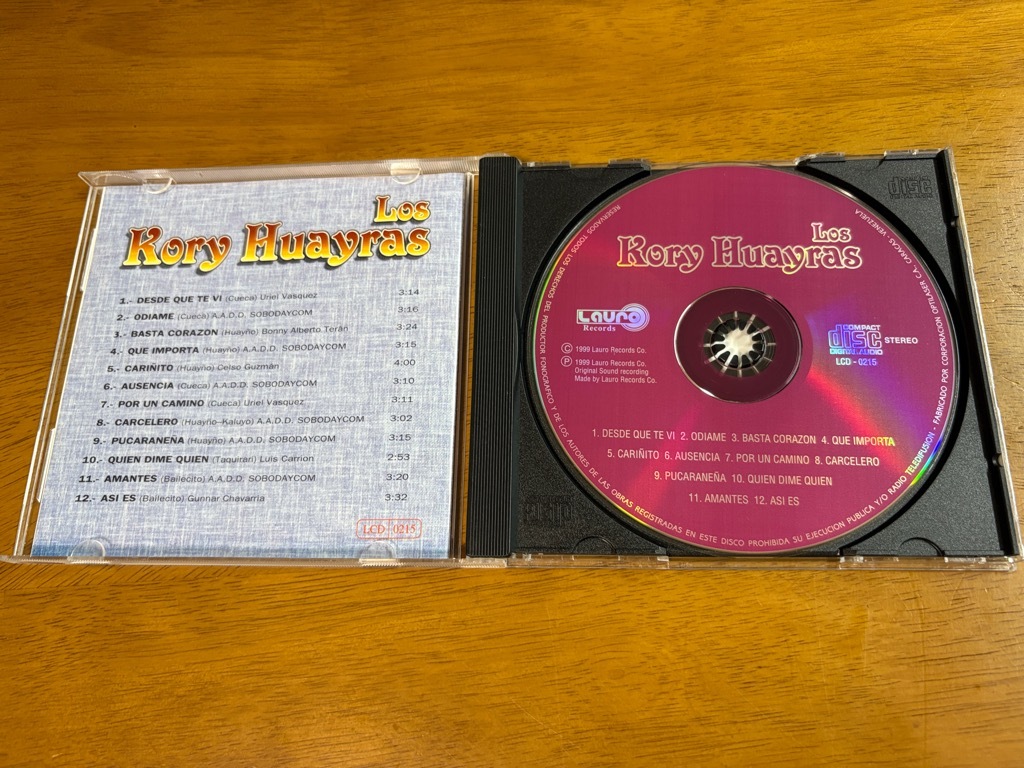 Los
Kory Huayras
1.- DESDE QUE TE VI (Cueca) Uriel Vasquez 3:14
2.- ODIAME (Cueca) A.A.D.D. SOBODAYCOM 3:16
3.- BASTA CORAZON (Huayño) Bonny Alberto Terán 3:24
4.- QUE IMPORTA (Huayño) A.A.D.D. SOBODAYCOM 3:15
5.- CARIÑITO (Huayño) Celso Guzmán 4:00
6.- AUSENCIA (Cueca) A.A.D.D. SOBODAYCOM 3:10
7.- POR UN CAMINO (Cueca) Uriel Vasquez 3:11
8.- CARCELERO (Huayño-Kaluyo) A.A.D.D. SOBODAYCOM 3:02
9.- PUCARANEÑA (Huayño) A.A.D.D. SOBODAYCOM 3:15
10.- QUIEN DIME QUIEN (Taquirari) Luis Carrion 2:53
11.- AMANTES (Bailecito) A.A.D.D. SOBODAYCOM 3:20
12.- ASI ES (Bailecito) Gunnar Chavarria 3:32
LCD - 0215
Los
Kory Huayras
Lauro
Records
© 1999 Lauro Records Co.
℗ 1999 Lauro Records Co.
Original Sound recording
Made by Lauro Records Co.
COMPACT
disc
DIGITAL AUDIO
STEREO
LCD - 0215
1. DESDE QUE TE VI 2. ODIAME 3. BASTA CORAZON 4. QUE IMPORTA
5. CARIÑITO 6. AUSENCIA 7. POR UN CAMINO 8. CARCELERO
9. PUCARANEÑA 10. QUIEN DIME QUIEN
11. AMANTES 12. ASI ES
RESERVADOS TODOS LOS DERECHOS DEL PRODUCTOR FONOGRAFICO Y DE LOS AUTORES DE LAS OBRAS REGISTRADAS EN ESTE DISCO PROHIBIDA SU EJECUCION PUBLICA Y/O RADIO TELEDIFUSION - FABRICADO POR CORPORACION OPTILASER C.A. CARACAS, VENEZUELA
disc